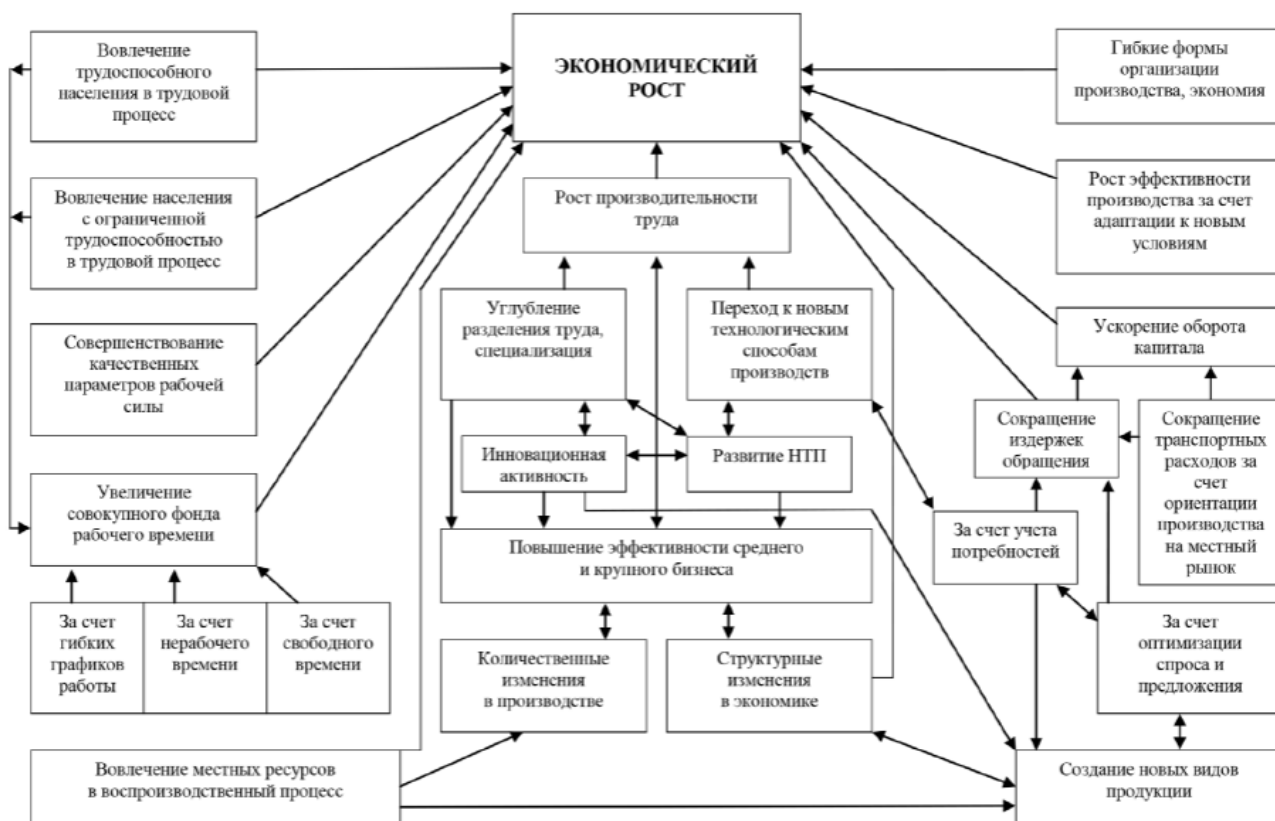 Вовлечение
трудоспособного
населения в трудовой
процесс
ЭКОНОМИЧЕСКИЙ
РОСТ
Гибкие формы
организации
производства, экономия
Вовлечение населения
с ограниченной
трудоспособностью
в трудовой процесс
Рост производительности
труда
Рост эффективности
производства за счет
адаптации к новым
условиям
Совершенствование
качественных
параметров рабочей
силы
Углубление
разделения труда,
специализация
Переход к новым
технологическим
способам
производств
Ускорение оборота
капитала
Инновационная
активность
Развитие НТП
Сокращение
издержек
обращения
Сокращение
транспортных
расходов за
счет
ориентации
производства
на местный
рынок
Увеличение
совокупного фонда
рабочего времени
Повышение эффективности среднего
и крупного бизнеса
За счет учета
потребностей
За счет
гибких
графиков
работы
За счет
нерабочего
времени
За счет
свободного
времени
Количественные
изменения
в производстве
Структурные
изменения
в экономике
За счет
оптимизации
спроса и
предложения
Вовлечение местных ресурсов
в воспроизводственный процесс
Создание новых видов
продукции